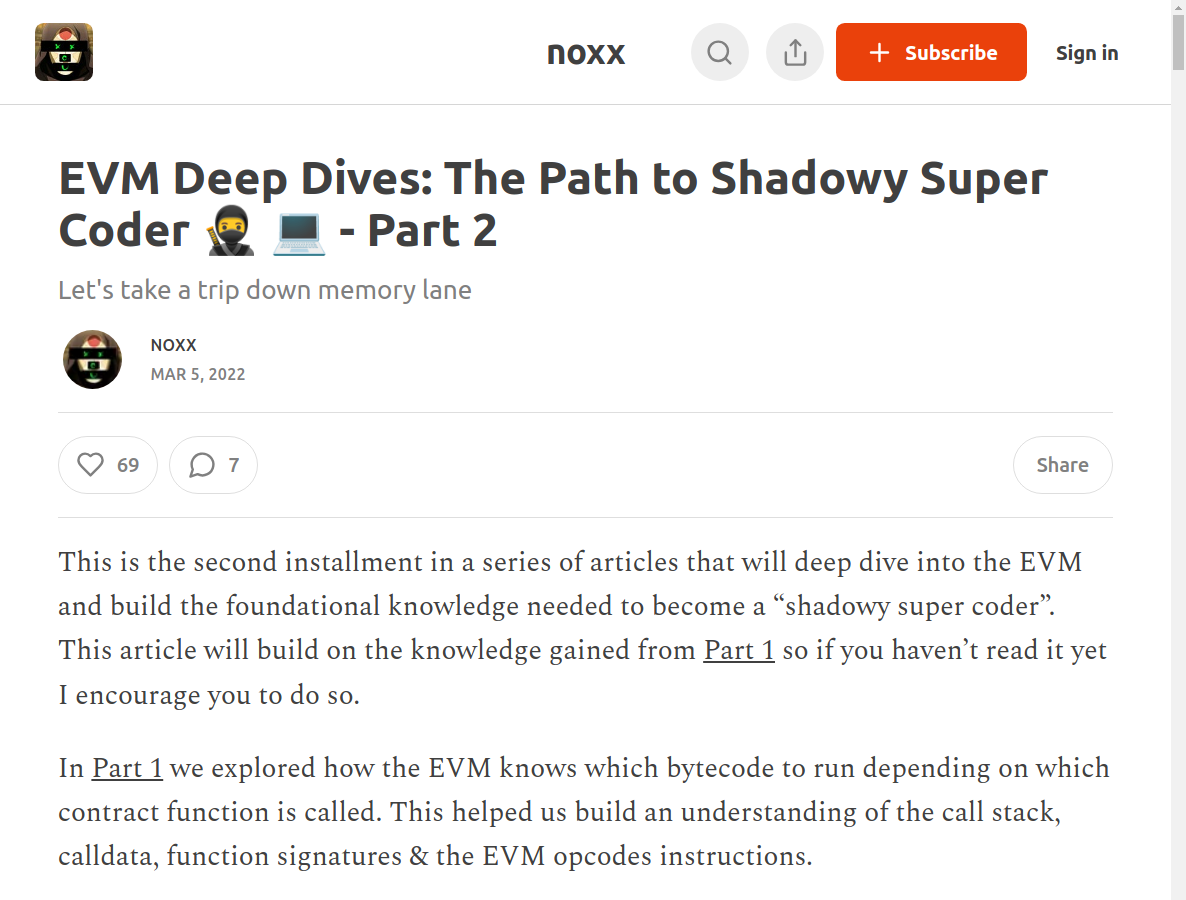 noxx
Subscribe
Sign in
EVM Deep Dives: The Path to Shadowy Super
Coder 🥷 💻 - Part 2
Let's take a trip down memory lane
NOXX
MAR 5, 2022
69
7
Share
This is the second installment in a series of articles that will deep dive into the EVM
and build the foundational knowledge needed to become a “shadowy super coder”.
This article will build on the knowledge gained from Part 1 so if you haven’t read it yet
I encourage you to do so.
In Part 1 we explored how the EVM knows which bytecode to run depending on which
contract function is called. This helped us build an understanding of the call stack,
calldata, function signatures & the EVM opcodes instructions.